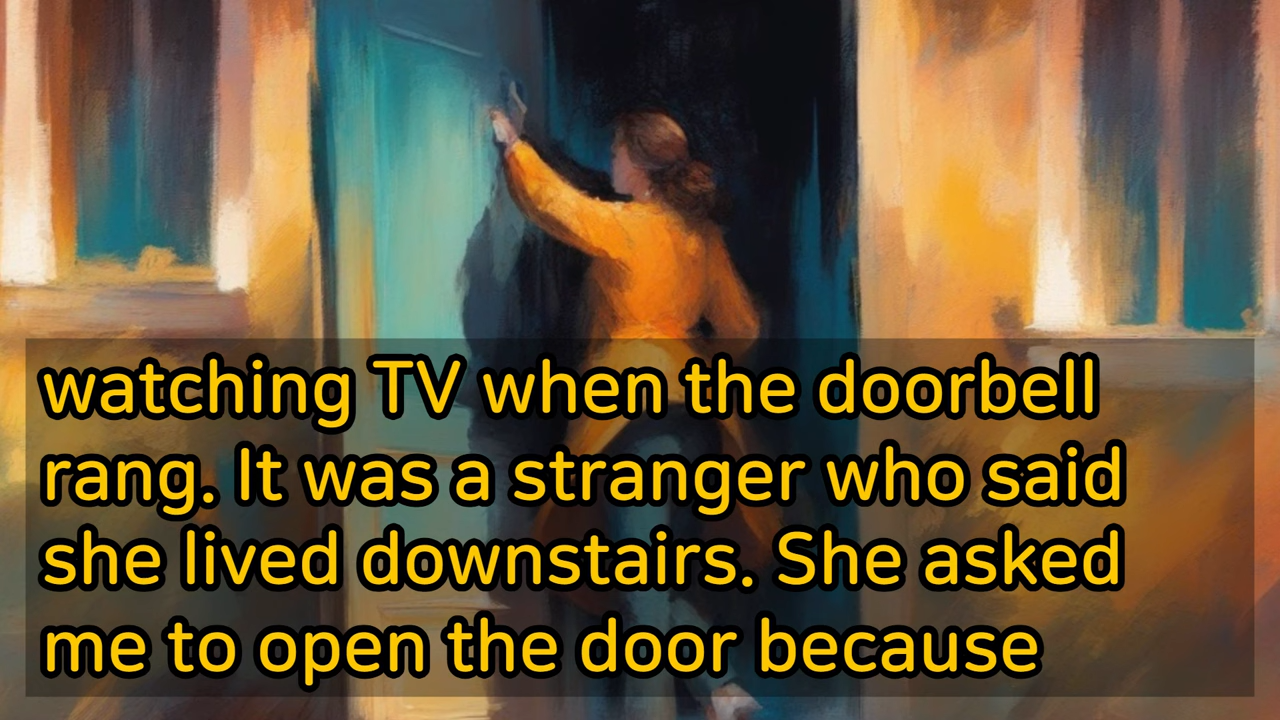 watching TV when the doorbell
rang. It was a stranger who said
she lived downstairs. She asked
me to open the door because